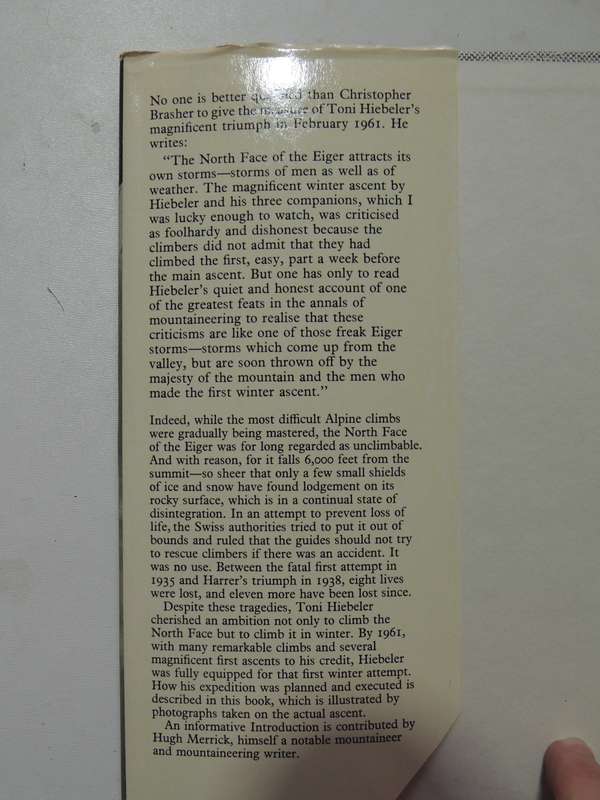 No one is better qualified than Christopher
Brasher to give the measure of Toni Hiebeler's
magnificent triumph in February 1961. He
writes:
"The North Face of the Eiger attracts its
own storms—storms of men as well as of
weather. The magnificent winter ascent by
Hiebeler and his three companions, which I
was lucky enough to watch, was criticised
as foolhardy and dishonest because the
climbers did not admit that they had
climbed the first, easy, part a week before
the main ascent. But one has only to read
Hiebeler's quiet and honest account of one
of the greatest feats in the annals of
mountaineering to realise that these
criticisms are like one of those freak Eiger
storms—storms which come up from the
valley, but are soon thrown off by the
majesty of the mountain and the men who
made the first winter ascent."
Indeed, while the most difficult Alpine climbs
were gradually being mastered, the North Face
of the Eiger was for long regarded as unclimbable.
And with reason, for it falls 6,000 feet from the
summit—so sheer that only a few small shields
of ice and snow have found lodgement on its
rocky surface, which is in a continual state of
disintegration. In an attempt to prevent loss of
life, the Swiss authorities tried to put it out of
bounds and ruled that the guides should not try
to rescue climbers if there was an accident. It
was no use. Between the fatal first attempt in
1935 and Harrer's triumph in 1938, eight lives
were lost, and eleven more have been lost since.
Despite these tragedies, Toni Hiebeler
cherished an ambition not only to climb the
North Face but to climb it in winter. By 1961,
with many remarkable climbs and several
magnificent first ascents to his credit, Hiebeler
was fully equipped for that first winter attempt.
How his expedition was planned and executed is
described in this book, which is illustrated by
photographs taken on the actual ascent.
An informative Introduction is contributed by
Hugh Merrick, himself a notable mountaineer
and mountaineering writer.